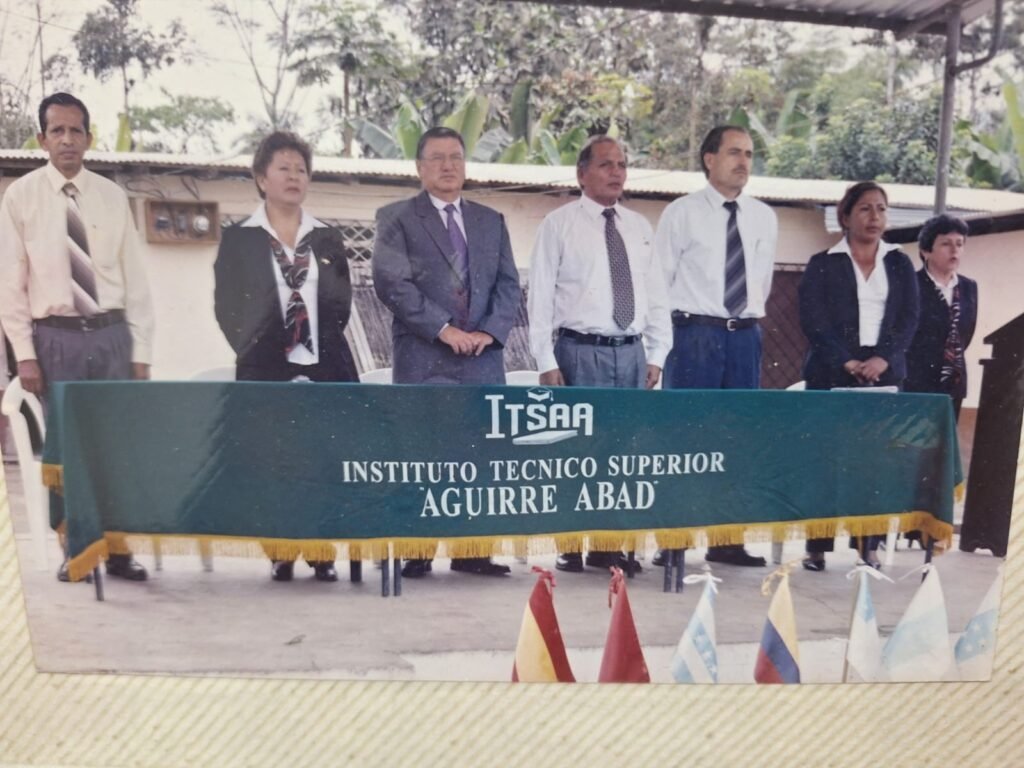 ITSAA
INSTITUTO TECNICO SUPERIOR
"AGUIRRE ABAD"